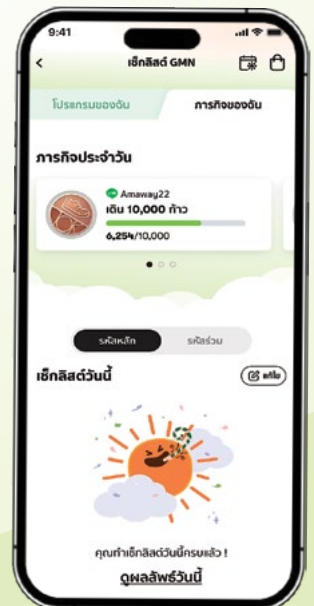 9:41
เช็กลิสต์ GMN
โปรแกรมของฉัน
ภารกิจของฉัน
ภารกิจประจำวัน
Amaway22
เดิน 10,000 ก้าว
6,254/10,000
รหัสหลัก
รหัสร่วม
เช็กลิสต์วันนี้
แก้ไข
คุณทำเช็กลิสต์วันนี้ครบแล้ว !
ดูผลลัพธ์วันนี้